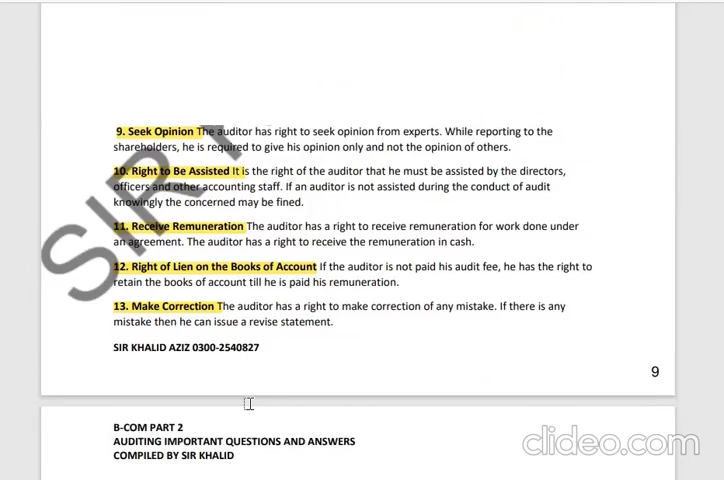 9. Seek Opinion The auditor has right to seek opinion from experts. While reporting to the
shareholders, he is required to give his opinion only and not the opinion of others.
10. Right to Be Assisted It is the right of the auditor that he must be assisted by the directors,
officers and other accounting staff. If an auditor is not assisted during the conduct of audit
knowingly the concerned may be fined.
11. Receive Remuneration The auditor has a right to receive remuneration for work done under
an agreement. The auditor has a right to receive the remuneration in cash.
12. Right of Lien on the Books of Account If the auditor is not paid his audit fee, he has the right to
retain the books of account till he is paid his remuneration.
13. Make Correction The auditor has a right to make correction of any mistake. If there is any
mistake then he can issue a revise statement.
SIR KHALID AZIZ 0300-2540827
9
B-COM PART 2
AUDITING IMPORTANT QUESTIONS AND ANSWERS
COMPILED BY SIR KHALID
clideo.com
SIR